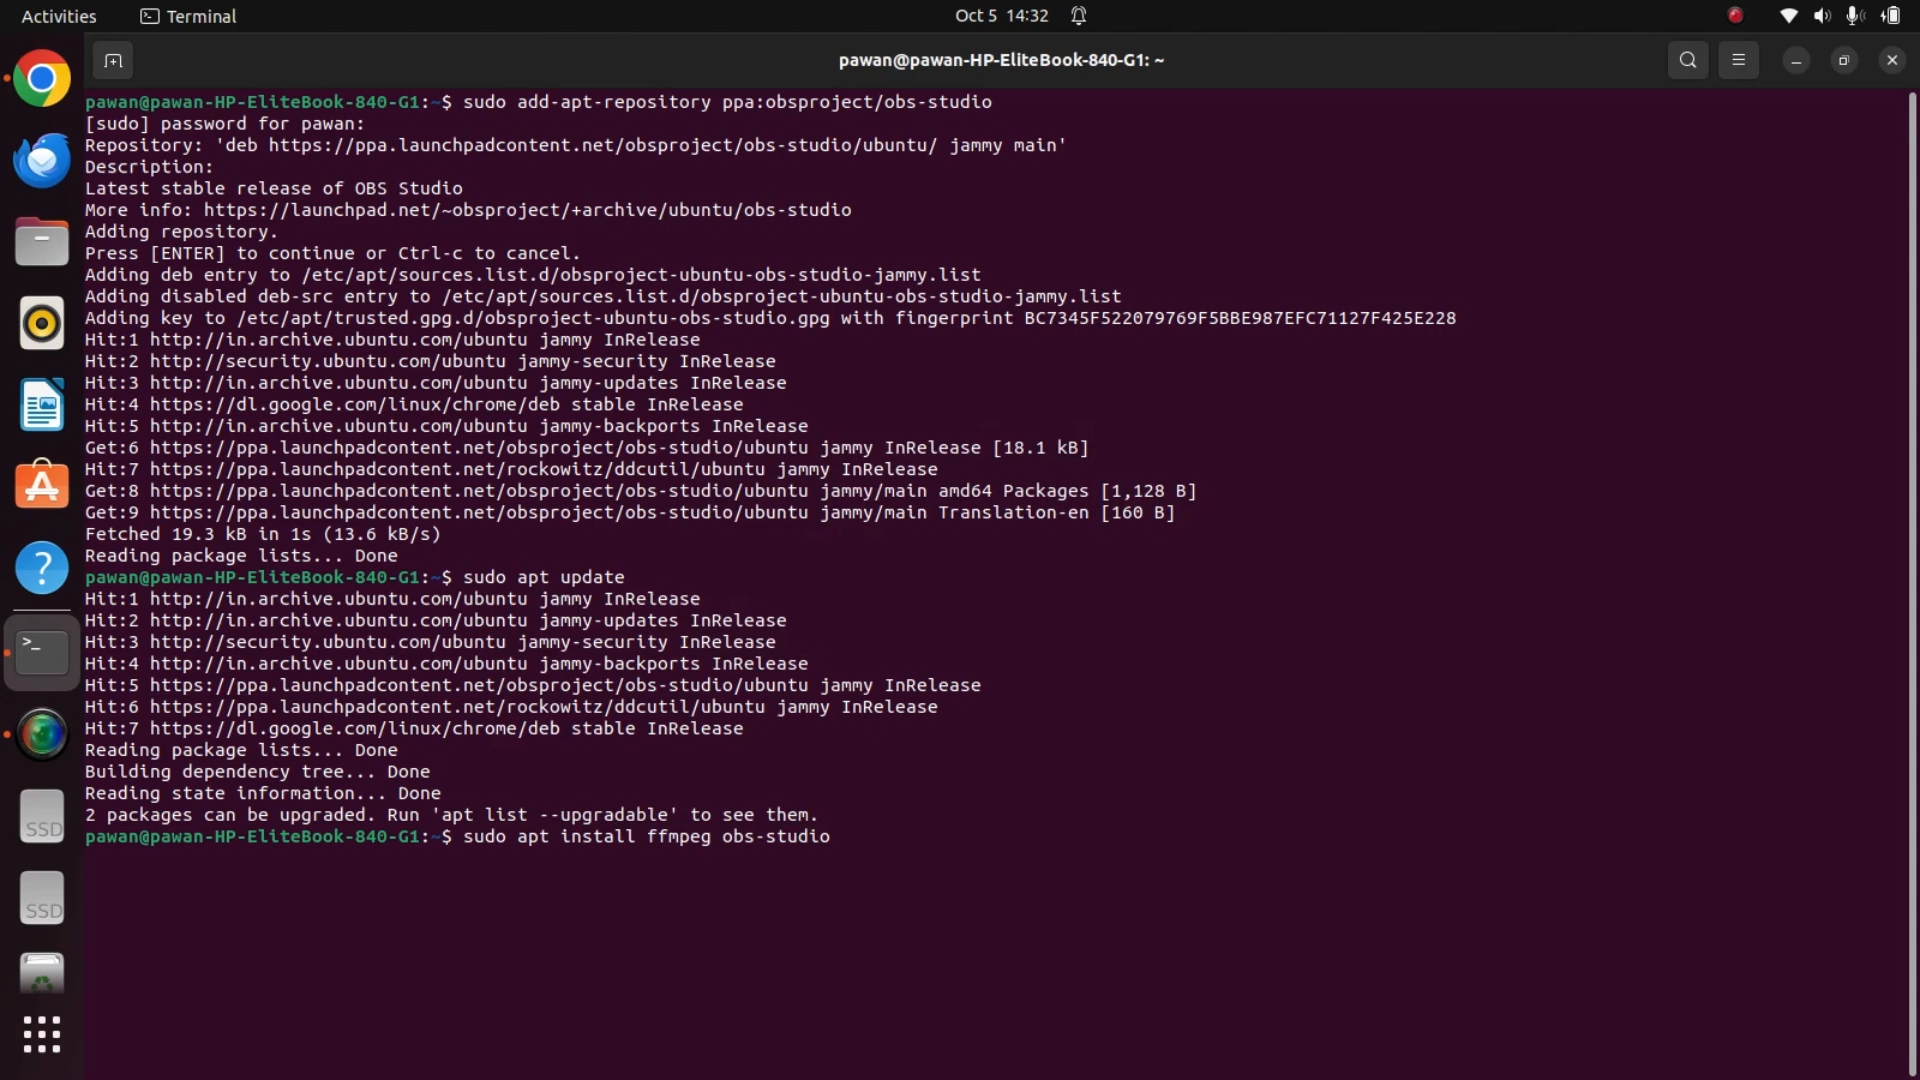 Activities Terminal Oct 5 14:32
pawan@pawan-HP-EliteBook-840-G1: ~
pawan@pawan-HP-EliteBook-840-G1:~$ sudo add-apt-repository ppa:obsproject/obs-studio
[sudo] password for pawan:
Repository: 'deb https://ppa.launchpadcontent.net/obsproject/obs-studio/ubuntu/ jammy main'
Description:
Latest stable release of OBS Studio
More info: https://launchpad.net/~obsproject/+archive/ubuntu/obs-studio
Adding repository.
Press [ENTER] to continue or Ctrl-c to cancel.
Adding deb entry to /etc/apt/sources.list.d/obsproject-ubuntu-obs-studio-jammy.list
Adding disabled deb-src entry to /etc/apt/sources.list.d/obsproject-ubuntu-obs-studio-jammy.list
Adding key to /etc/apt/trusted.gpg.d/obsproject-ubuntu-obs-studio.gpg with fingerprint BC7345F522079769F5BBE987EFC71127F425E228
Hit:1 http://in.archive.ubuntu.com/ubuntu jammy InRelease
Hit:2 http://security.ubuntu.com/ubuntu jammy-security InRelease
Hit:3 http://in.archive.ubuntu.com/ubuntu jammy-updates InRelease
Hit:4 https://dl.google.com/linux/chrome/deb stable InRelease
Hit:5 http://in.archive.ubuntu.com/ubuntu jammy-backports InRelease
Get:6 https://ppa.launchpadcontent.net/obsproject/obs-studio/ubuntu jammy InRelease [18.1 kB]
Hit:7 https://ppa.launchpadcontent.net/rockowitz/ddcutil/ubuntu jammy InRelease
Get:8 https://ppa.launchpadcontent.net/obsproject/obs-studio/ubuntu jammy/main amd64 Packages [1,128 B]
Get:9 https://ppa.launchpadcontent.net/obsproject/obs-studio/ubuntu jammy/main Translation-en [160 B]
Fetched 19.3 kB in 1s (13.6 kB/s)
Reading package lists... Done
pawan@pawan-HP-EliteBook-840-G1:~$ sudo apt update
Hit:1 http://in.archive.ubuntu.com/ubuntu jammy InRelease
Hit:2 http://in.archive.ubuntu.com/ubuntu jammy-updates InRelease
Hit:3 http://security.ubuntu.com/ubuntu jammy-security InRelease
Hit:4 http://in.archive.ubuntu.com/ubuntu jammy-backports InRelease
Hit:5 https://ppa.launchpadcontent.net/obsproject/obs-studio/ubuntu jammy InRelease
Hit:6 https://ppa.launchpadcontent.net/rockowitz/ddcutil/ubuntu jammy InRelease
Hit:7 https://dl.google.com/linux/chrome/deb stable InRelease
Reading package lists... Done
Building dependency tree... Done
Reading state information... Done
2 packages can be upgraded. Run 'apt list --upgradable' to see them.
pawan@pawan-HP-EliteBook-840-G1:~$ sudo apt install ffmpeg obs-studio
SSD
SSD